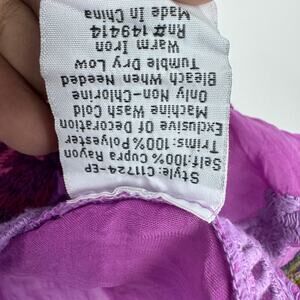 Style: C11724-EP
Self:100% Cupra Rayon
Trims: 100% Polyester
Exclusive Of Decoration
Machine Wash Cold
Only Non-Chlorine
Bleach When Needed
Tumble Dry Low
Warm Iron
Rn# 149414
Made In China